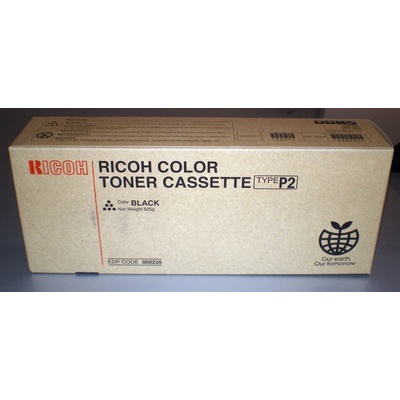 RICOH
RICOH COLOR
TONER CASSETTE TYPE P2
Color BLACK
Net Weight 525g
EDP CODE 888235
Our earth,
Our tomorrow